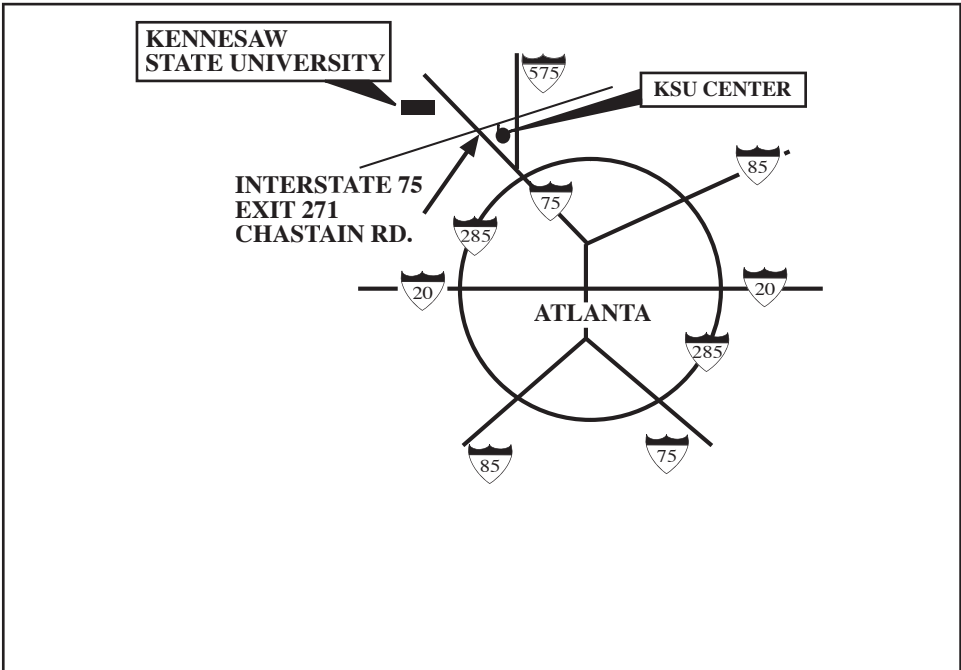 KENNESAW
STATE UNIVERSITY
575
KSU CENTER
85
INTERSTATE 75
EXIT 271
CHASTAIN RD.
75
285
20
20
ATLANTA
285
85
75